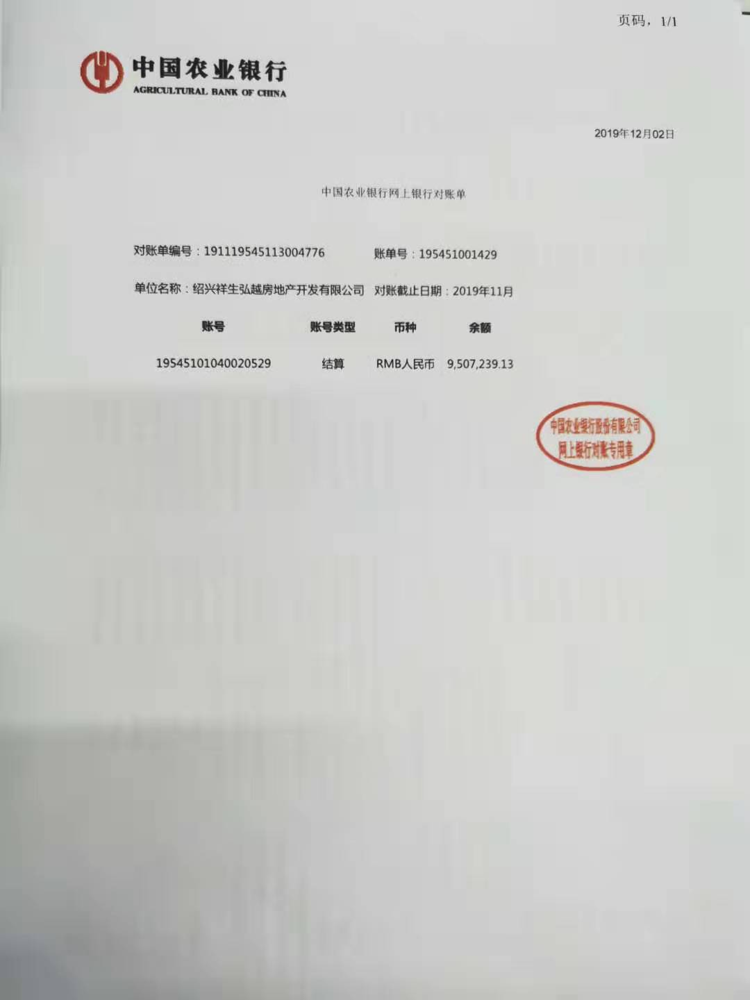 页码，1/1
中国农业银行
AGRICULTURAL BANK OF CHINA
2019年12月02日
中国农业银行网上银行对账单
对账单编号：191119545113004776 账单号：195451001429
单位名称：绍兴祥生弘越房地产开发有限公司 对账截止日期：2019年11月
账号 账号类型 币种 余额
19545101040020529 结算 RMB人民币 9,507,239.13
中国农业银行股份有限公司
网上银行对账专用章